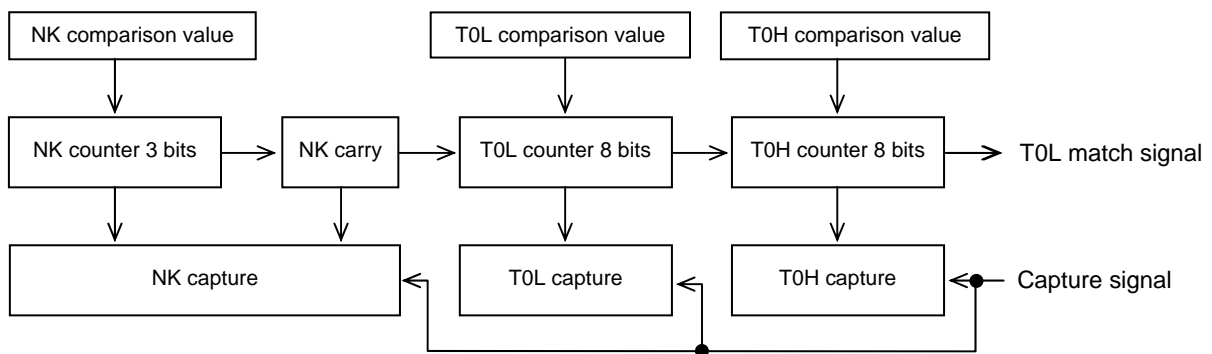 NK comparison value
T0L comparison value
T0H comparison value
NK counter 3 bits
NK carry
T0L counter 8 bits
T0H counter 8 bits
T0L match signal
NK capture
T0L capture
T0H capture
Capture signal